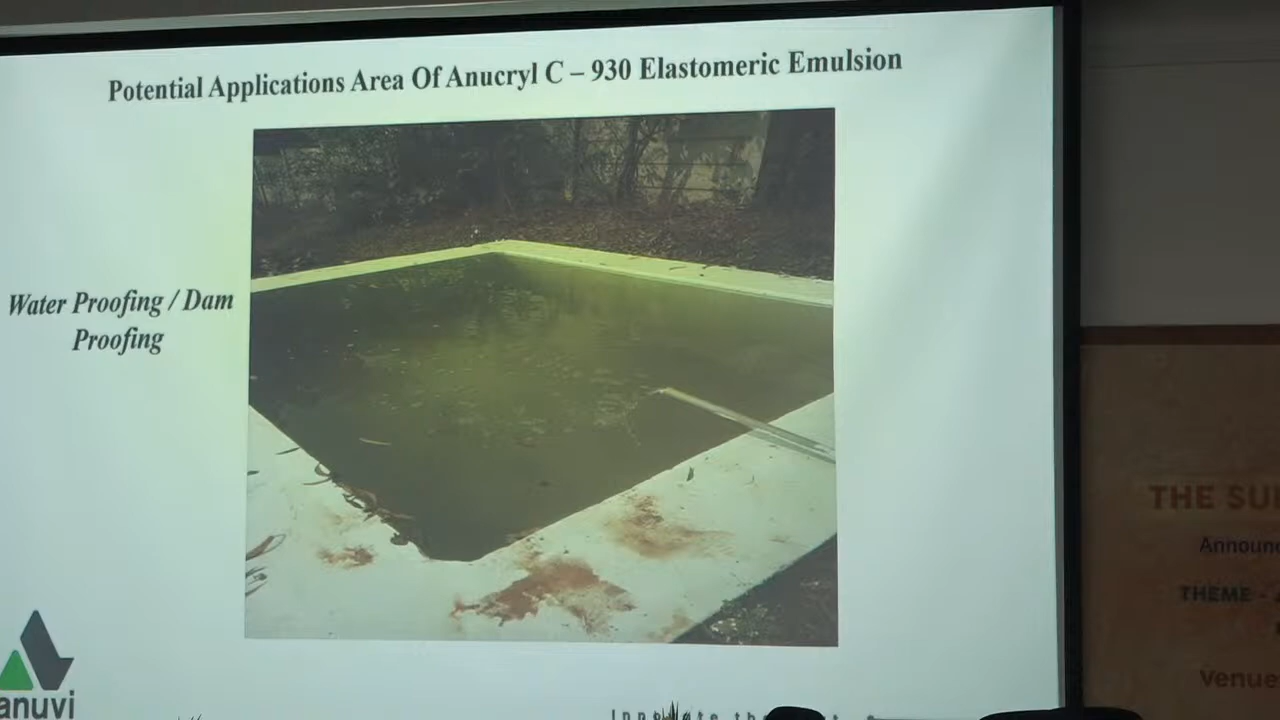 Potential Applications Area Of Anucryl C – 930 Elastomeric Emulsion
Water Proofing / Dam
Proofing
anuvi
THE SU
Announ
THEME -
Venue